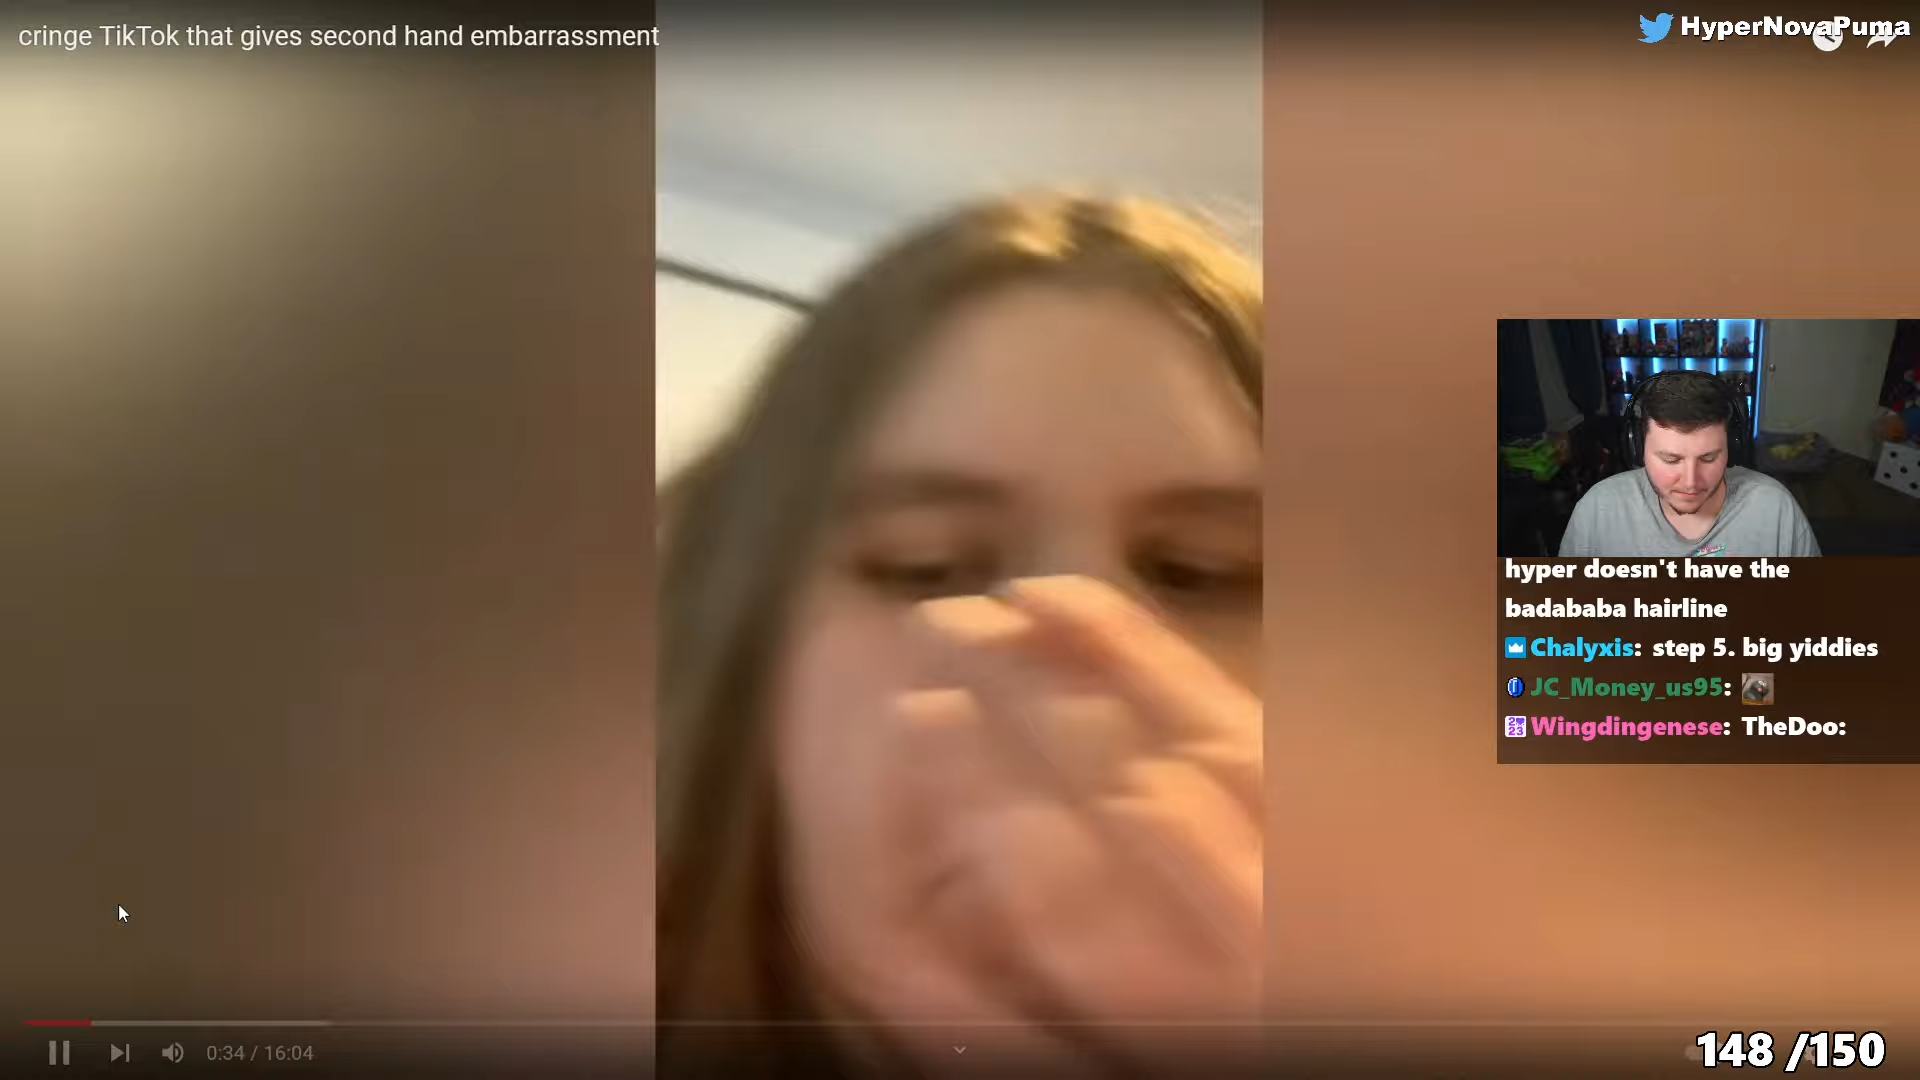 cringe TikTok that gives second hand embarrassment
HyperNovaPuma
hyper doesn't have the
badababa hairline
Chalyxis: step 5. big yiddies
JC_Money_us95:
Wingdingenese: TheDoo:
0:34 / 16:04
148 /150